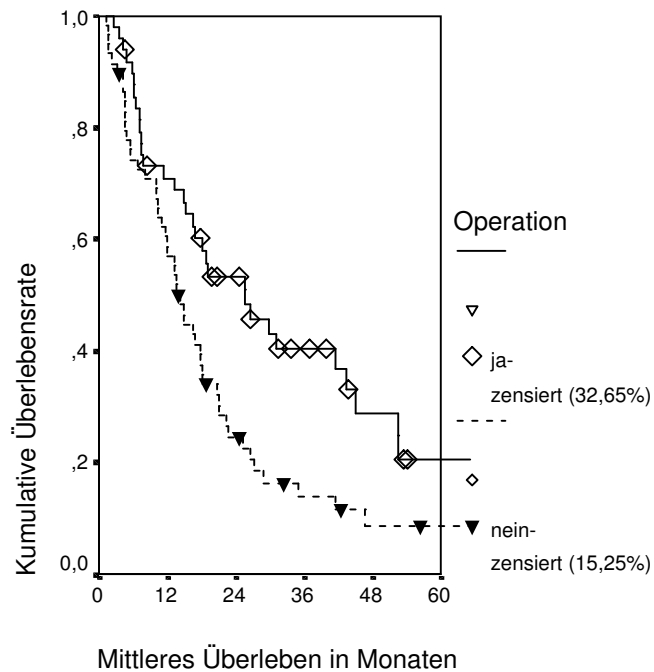 Kumulative Überlebensrate
1,0
,8
,6
,4
,2
0,0
0 12 24 36 48 60
Mittleres Überleben in Monaten
Operation
ja-
zensiert (32,65%)
nein-
zensiert (15,25%)